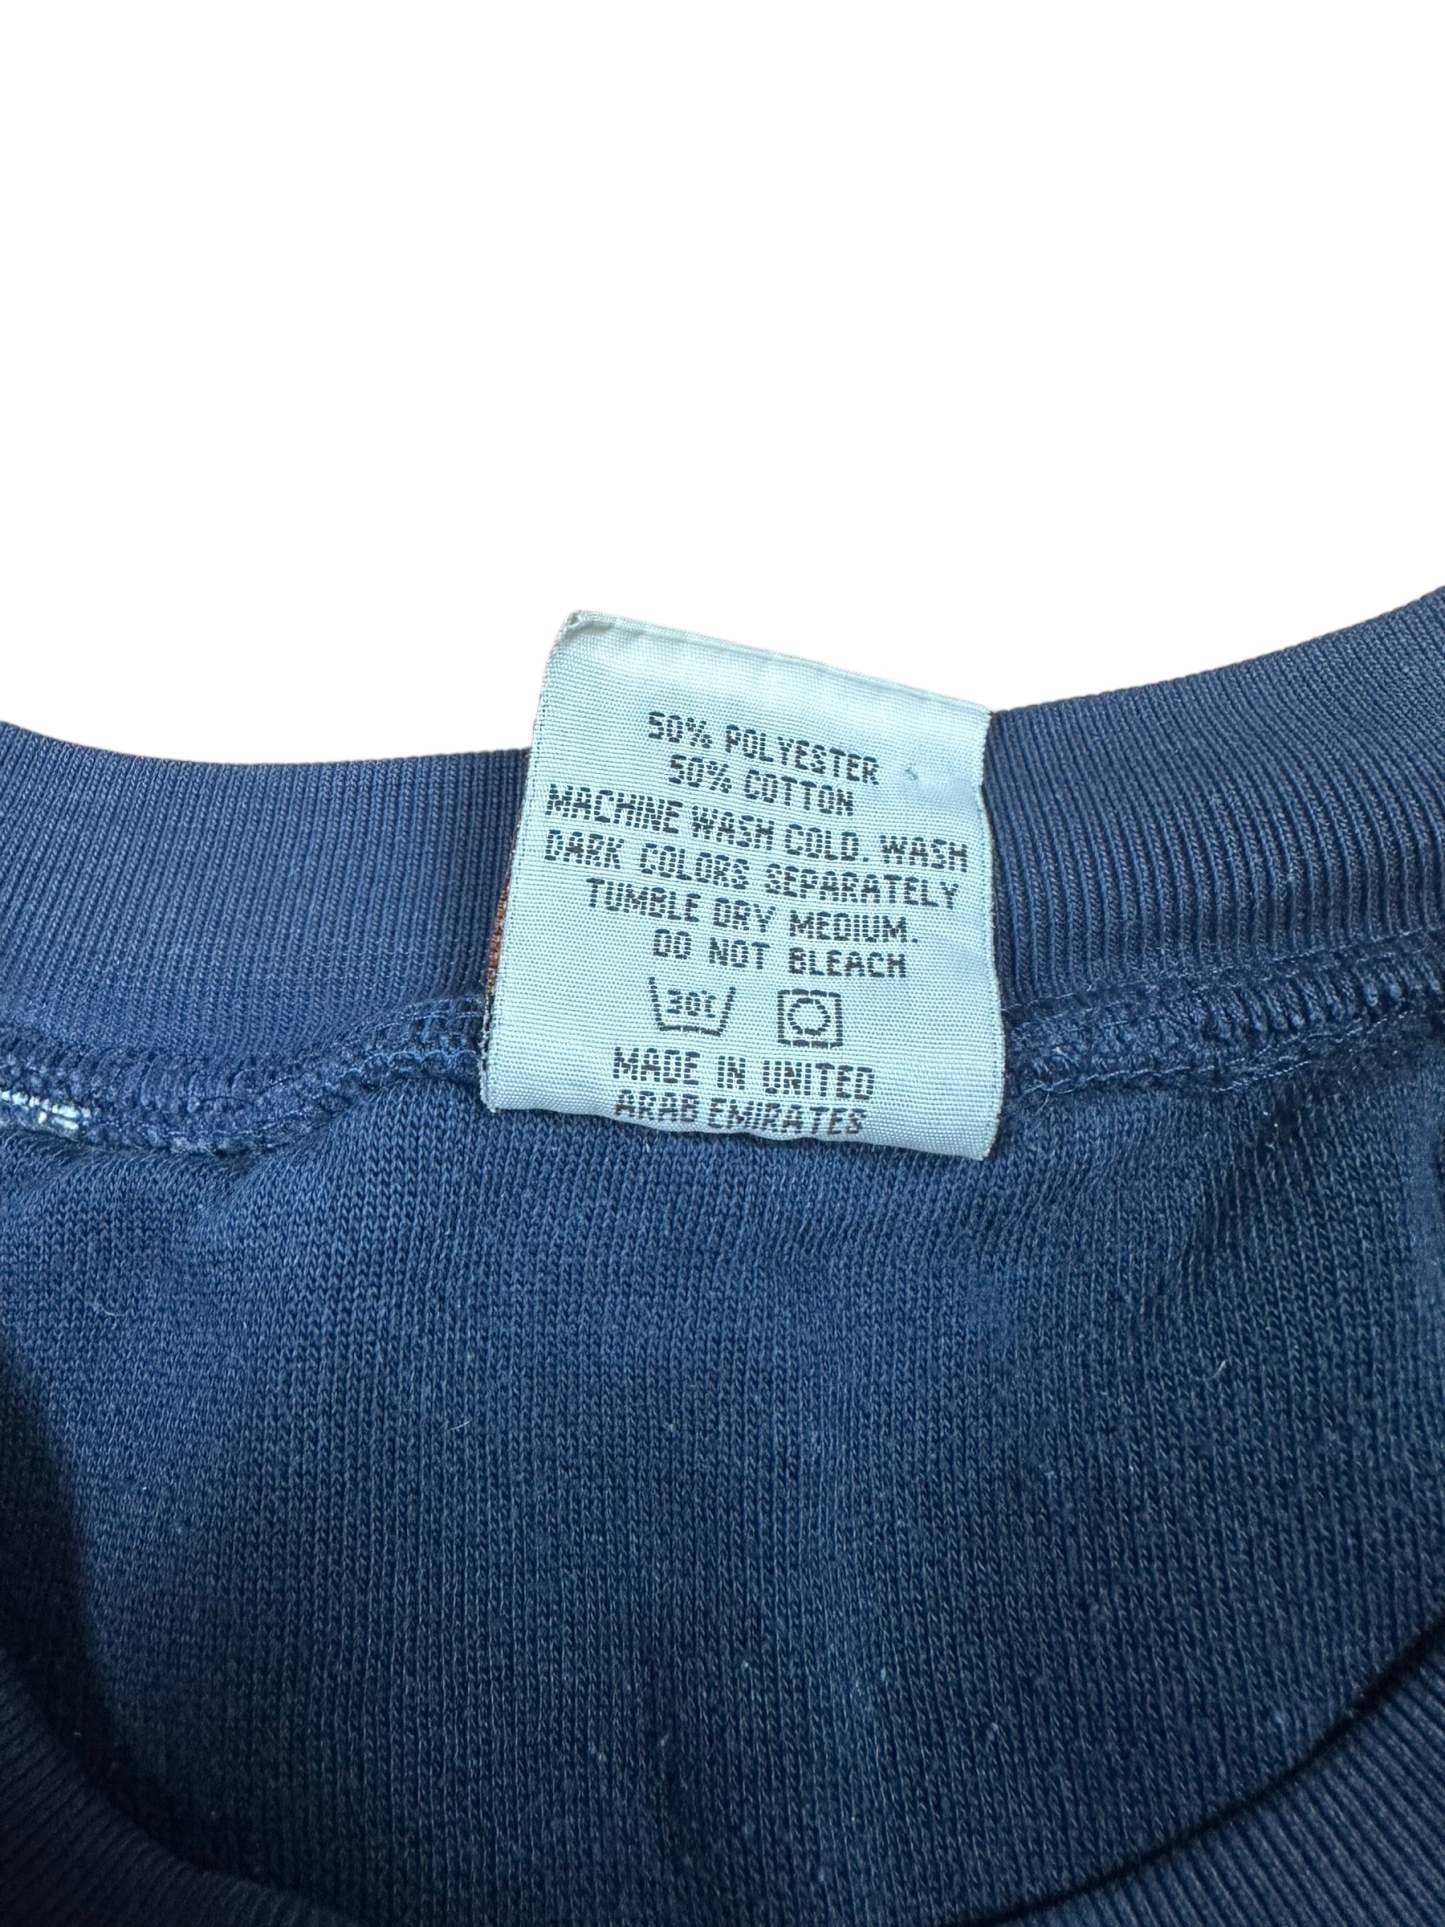 50% POLYESTER
50% COTTON
MACHINE WASH COLD. WASH
DARK COLORS SEPARATELY
TUMBLE DRY MEDIUM.
DO NOT BLEACH
30°C
MADE IN UNITED
ARAB EMIRATES